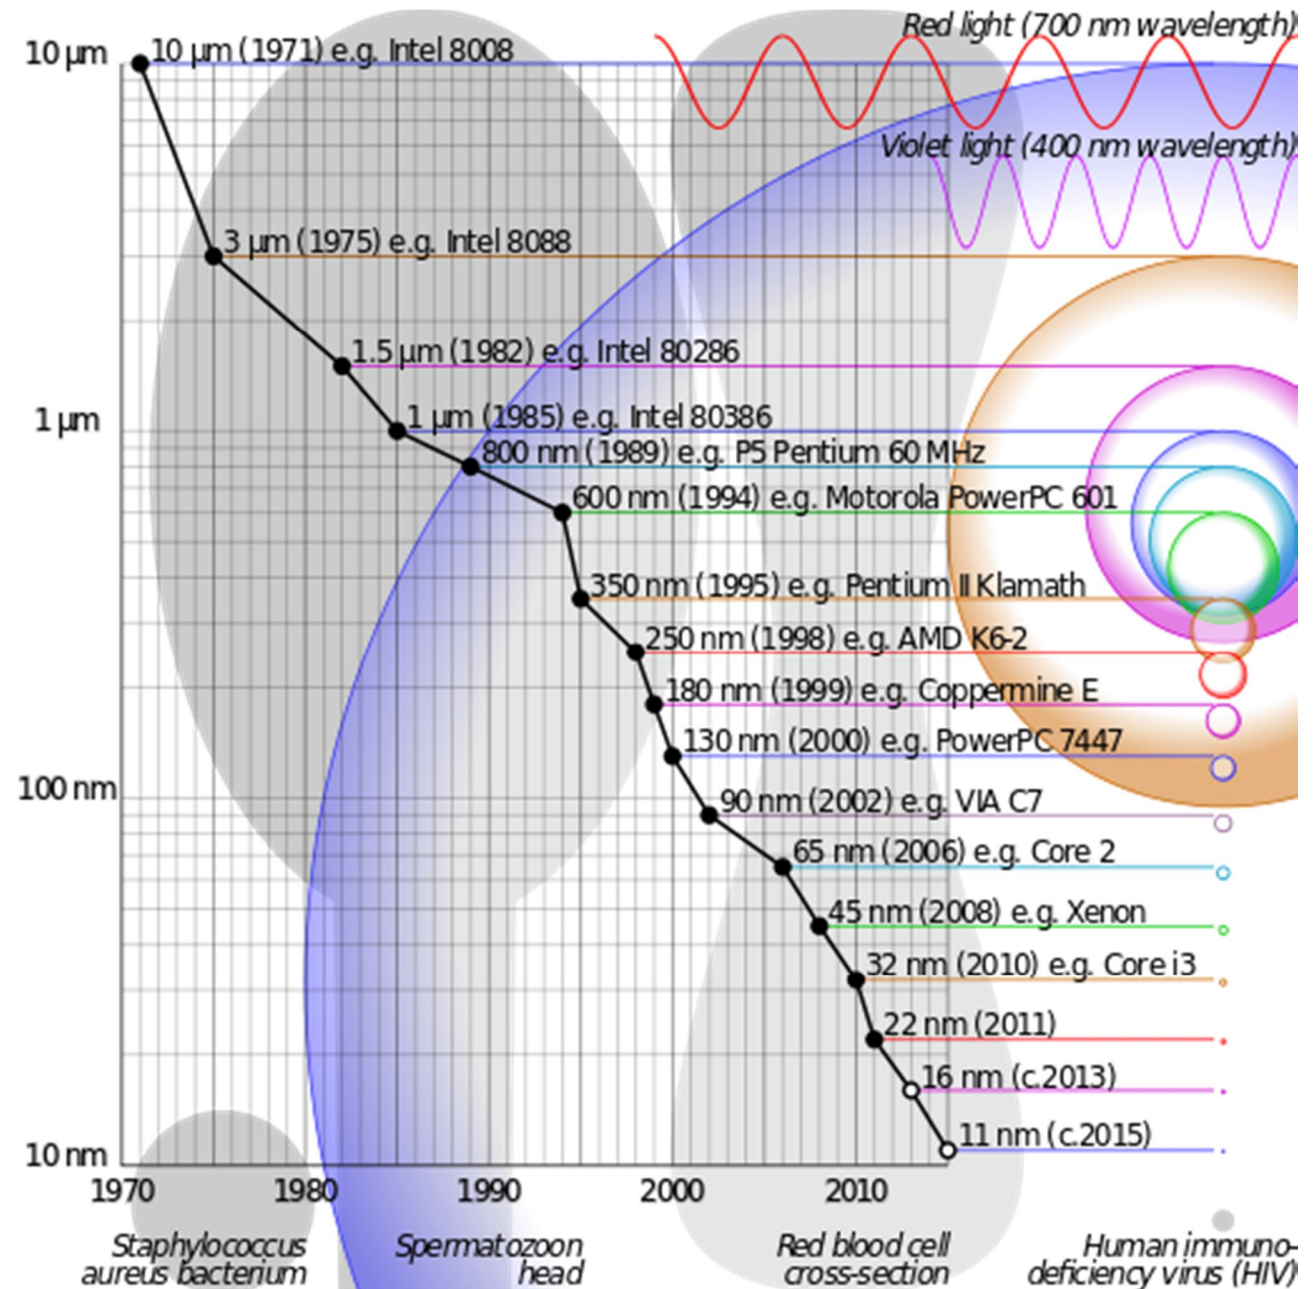 Red light (700 nm wavelength)
10 µm
10 µm (1971) e.g. Intel 8008
Violet light (400 nm wavelength)
3 µm (1975) e.g. Intel 8088
1.5 µm (1982) e.g. Intel 80286
1 µm
1 µm (1985) e.g. Intel 80386
800 nm (1989) e.g. P5 Pentium 60 MHz
600 nm (1994) e.g. Motorola PowerPC 601
350 nm (1995) e.g. Pentium II Klamath
250 nm (1998) e.g. AMD K6-2
180 nm (1999) e.g. Coppermine E
130 nm (2000) e.g. PowerPC 7447
100 nm
90 nm (2002) e.g. VIA C7
65 nm (2006) e.g. Core 2
45 nm (2008) e.g. Xenon
32 nm (2010) e.g. Core i3
22 nm (2011)
16 nm (c.2013)
11 nm (c.2015)
10 nm
1970 1980 1990 2000 2010
Staphylococcus
aureus bacterium
Spermatozoon
head
Red blood cell
cross-section
Human immuno-
deficiency virus (HIV)